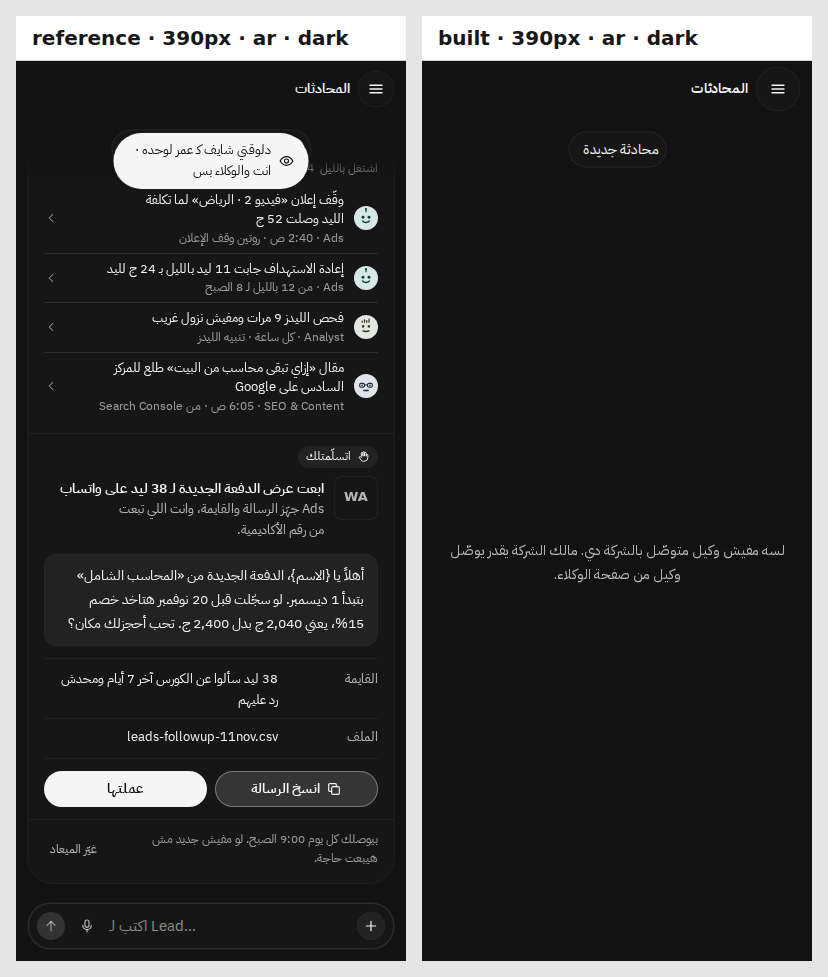 reference · 390px · ar · dark
المحادثات
دلوقتي شايف كـ عمر لوحده ·
انت والوكلاء بس
اشتغل بالليل 4
وقّف إعلان «فيديو 2 · الرياض» لما تكلفة
الليد وصلت 52 ج
Ads · 2:40 ص · روتين وقف الإعلان
إعادة الاستهداف جابت 11 ليد بالليل بـ 24 ج لليد
Ads · من 12 بالليل لـ 8 الصبح
فحص الليدز 9 مرات ومفيش نزول غريب
Analyst · كل ساعة · تنبيه الليدز
مقال «إزاي تبقى محاسب من البيت» طلع للمركز
السادس على Google
SEO & Content · 6:05 ص · من Search Console
اتسلّمتلك
WA
ابعت عرض الدفعة الجديدة لـ 38 ليد على واتساب
Ads جهّز الرسالة والقايمة، وانت اللي تبعت
من رقم الأكاديمية.
أهلاً يا {الاسم}، الدفعة الجديدة من «المحاسب الشامل»
بتبدأ 1 ديسمبر. لو سجّلت قبل 20 نوفمبر هتاخد خصم
15%، يعني 2,040 ج بدل 2,400 ج. تحب أحجزلك مكان؟
القايمة
38 ليد سألوا عن الكورس آخر 7 أيام ومحدش
رد عليهم
الملف
leads-followup-11nov.csv
انسخ الرسالة
عملتها
بيوصلك كل يوم 9:00 الصبح. لو مفيش جديد مش
هيبعت حاجة.
غيّر الميعاد
اكتب لـ Lead...
built · 390px · ar · dark
المحادثات
محادثة جديدة
لسه مفيش وكيل متوصّل بالشركة دي. مالك الشركة يقدر يوصّل
وكيل من صفحة الوكلاء.